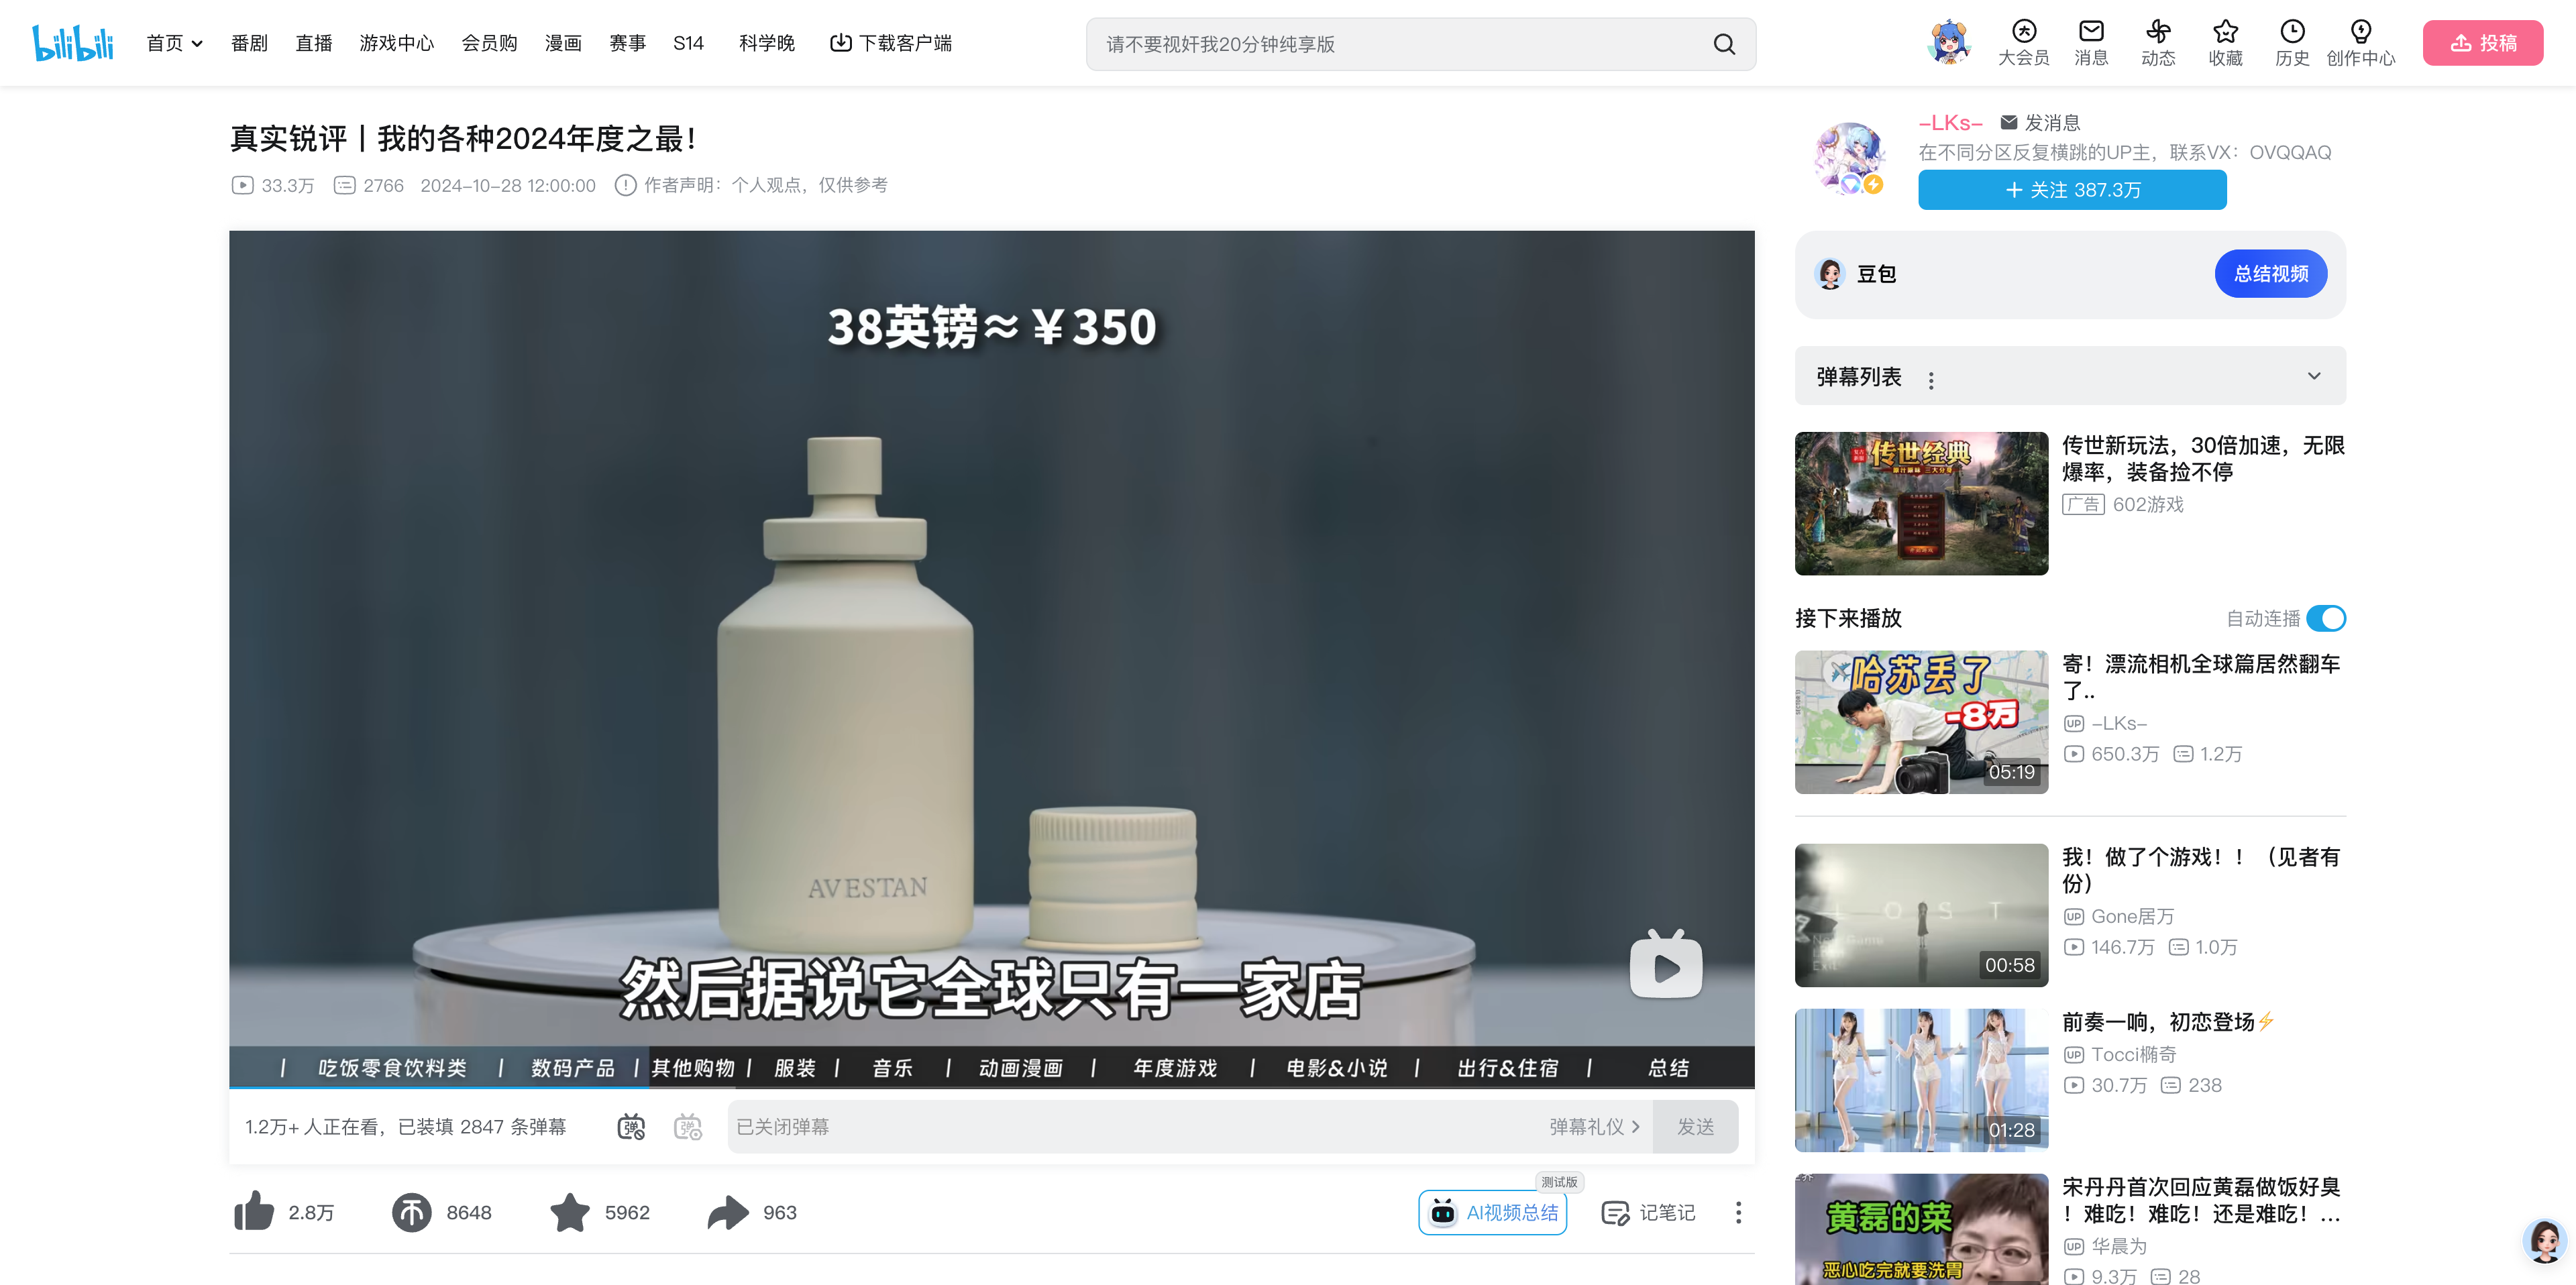 bilibili
首页 番剧 直播 游戏中心 会员购 漫画 赛事 S14 科学晚 下载客户端
请不要视奸我20分钟纯享版
大会员 消息 动态 收藏 历史 创作中心 投稿
真实锐评丨我的各种2024年度之最！
33.3万 2766 2024-10-28 12:00:00 作者声明：个人观点，仅供参考
-LKs- 发消息
在不同分区反复横跳的UP主，联系VX：OVQQAQ
+ 关注 387.3万
豆包 总结视频
弹幕列表
38英镑≈￥350
AVESTAN
然后据说它全球只有一家店
| 吃饭零食饮料类 | 数码产品 | 其他购物 | 服装 | 音乐 | 动画漫画 | 年度游戏 | 电影&小说 | 出行&住宿 | 总结
1.2万+ 人正在看，已装填 2847 条弹幕 已关闭弹幕 弹幕礼仪 > 发送
2.8万 8648 5962 963
测试版
AI视频总结 记笔记
传世经典
传世新玩法，30倍加速，无限
爆率，装备捡不停
广告 602游戏
接下来播放 自动连播
哈苏丢了
-8万
05:19
寄！漂流相机全球篇居然翻车
了..
UP -LKs-
650.3万 1.2万
LOST
00:58
我！做了个游戏！！（见者有
份）
UP Gone居万
146.7万 1.0万
01:28
前奏一响，初恋登场⚡
UP Tocci椭奇
30.7万 238
黄磊的菜
恶心吃完就要洗胃
宋丹丹首次回应黄磊做饭好臭
！难吃！难吃！还是难吃！…
UP 华晨为
9.3万 28